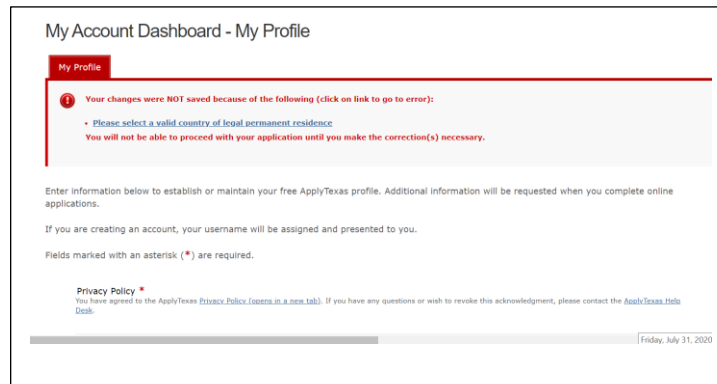 My Account Dashboard - My Profile
My Profile
Your changes were NOT saved because of the following (click on link to go to error):
• Please select a valid country of legal permanent residence
You will not be able to proceed with your application until you make the correction(s) necessary.
Enter information below to establish or maintain your free ApplyTexas profile. Additional information will be requested when you complete online
applications.
If you are creating an account, your username will be assigned and presented to you.
Fields marked with an asterisk (*) are required.
Privacy Policy *
You have agreed to the ApplyTexas Privacy Policy (opens in a new tab). If you have any questions or wish to revoke this acknowledgment, please contact the ApplyTexas Help
Desk.
Friday, July 31, 2020